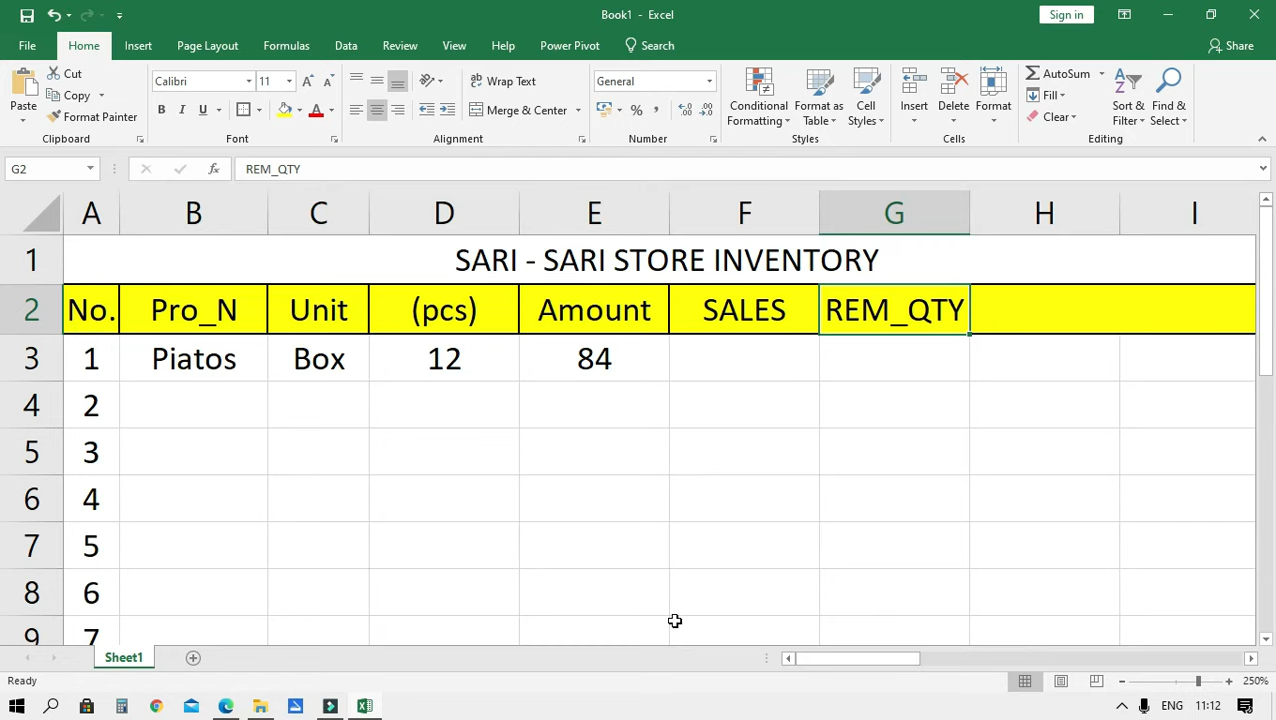 Book1 - Excel
Sign in
File Home Insert Page Layout Formulas Data Review View Help Power Pivot Search Share
Paste
Cut
Copy
Format Painter
Clipboard
Calibri 11
B I U
Font
Wrap Text
Merge & Center
Alignment
General
Number
Conditional Formatting
Format as Table
Cell Styles
Styles
Insert Delete Format
Cells
AutoSum
Fill
Clear
Sort & Filter
Find & Select
Editing
G2 fx REM_QTY
A B C D E F G H I
1 SARI - SARI STORE INVENTORY
2 No. Pro_N Unit (pcs) Amount SALES REM_QTY
3 1 Piatos Box 12 84
4 2
5 3
6 4
7 5
8 6
9 7
Sheet1
Ready 250%
ENG 11:12